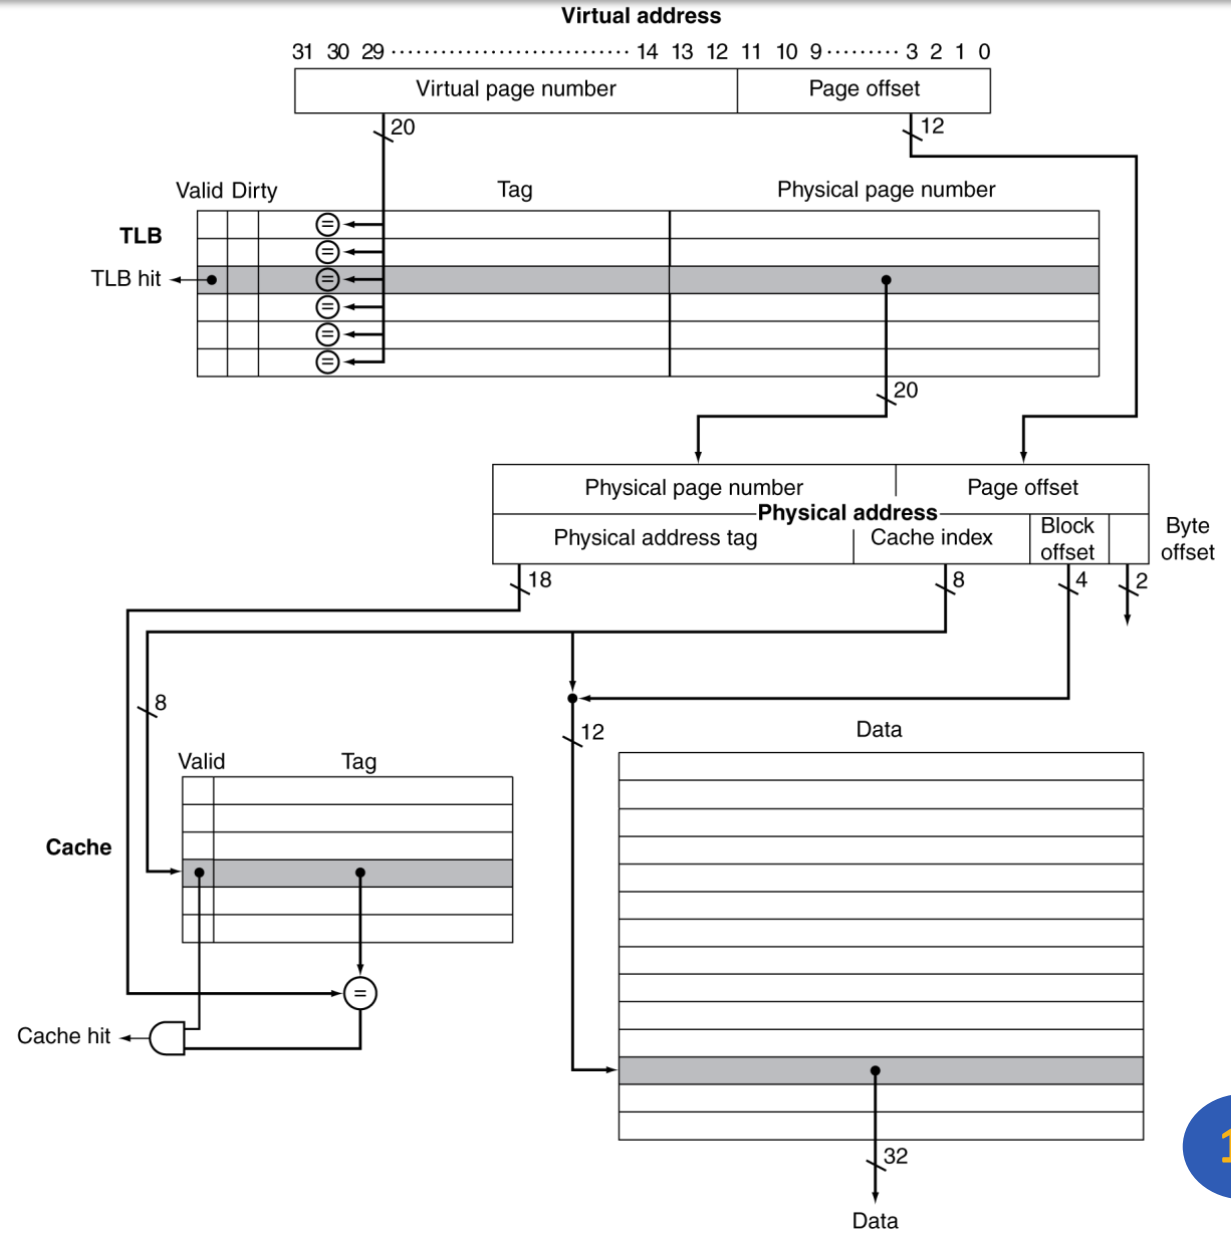 Virtual address
31 30 29 ........................... 14 13 12 11 10 9 ......... 3 2 1 0
Virtual page number Page offset
20 12
Valid Dirty Tag Physical page number
=
TLB
=
TLB hit =
=
=
=
20
Physical page number Page offset
Physical address
Physical address tag Cache index Block offset Byte offset
18 8 4 2
8
12
Data
Valid Tag
Cache
=
Cache hit
32
Data
1